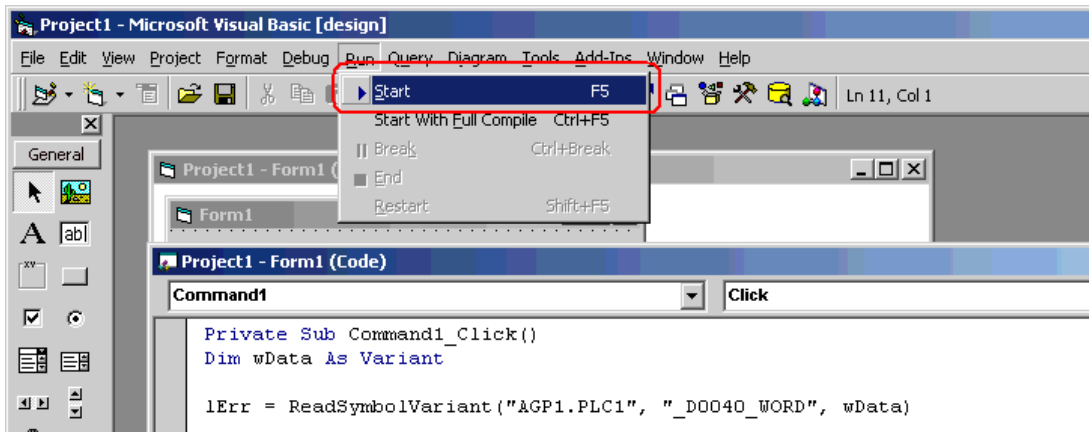 Project1 - Microsoft Visual Basic [design]
File Edit View Project Format Debug Run Query Diagram Tools Add-Ins Window Help
Start F5
Ln 11, Col 1
Start With Full Compile Ctrl+F5
Break Ctrl+Break
End
Restart Shift+F5
General
A ab|
xv
Project1 - Form1 (
Form1
Project1 - Form1 (Code)
Command1 Click
Private Sub Command1_Click()
Dim wData As Variant
lErr = ReadSymbolVariant("AGP1.PLC1", "_D0040_WORD", wData)